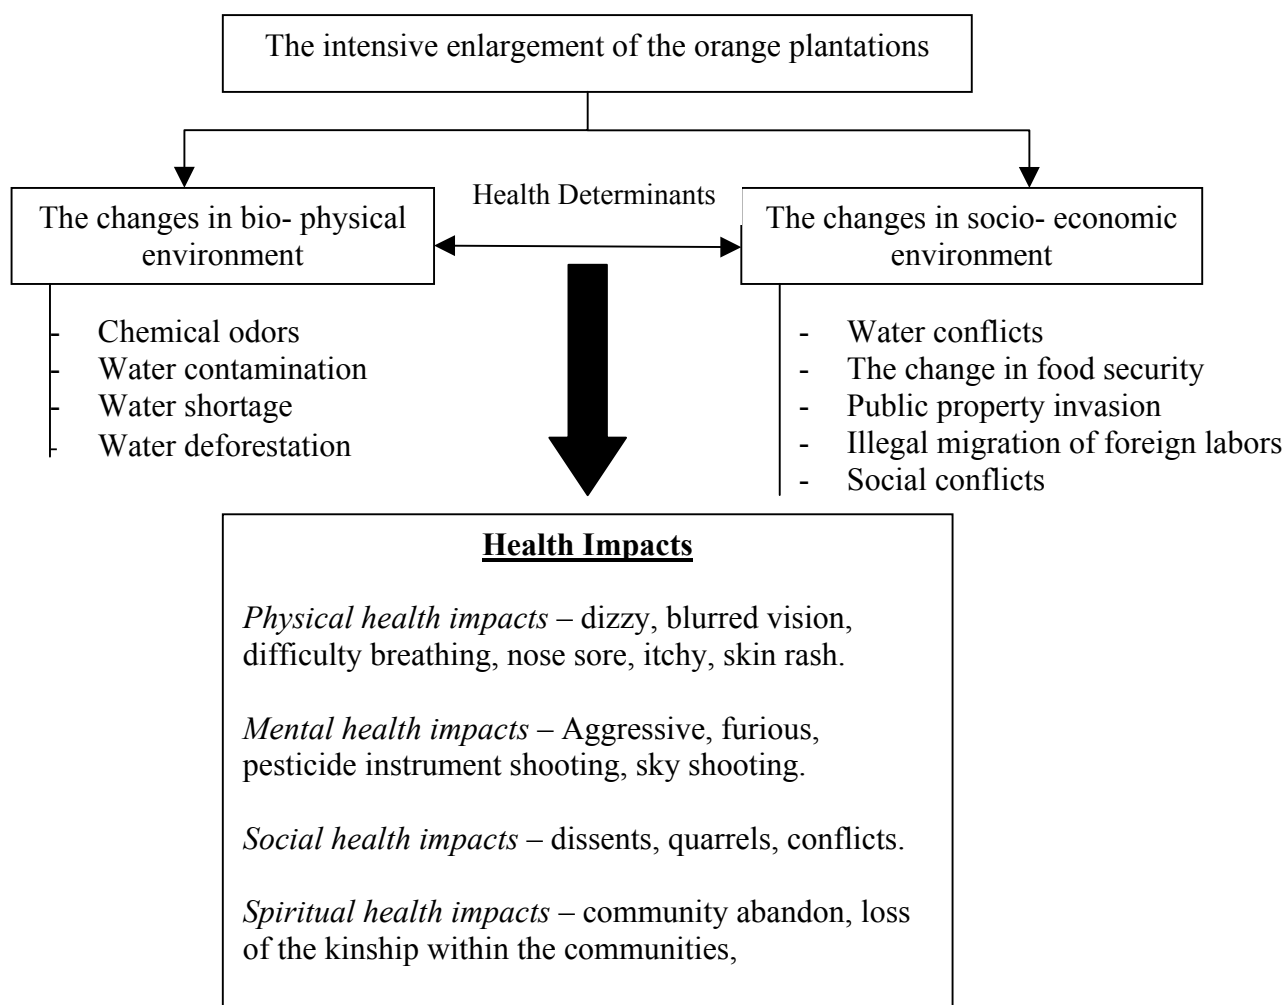 The intensive enlargement of the orange plantations
Health Determinants
The changes in bio- physical
environment
The changes in socio- economic
environment
- Chemical odors
- Water contamination
- Water shortage
- Water deforestation
- Water conflicts
- The change in food security
- Public property invasion
- Illegal migration of foreign labors
- Social conflicts
Health Impacts
Physical health impacts – dizzy, blurred vision,
difficulty breathing, nose sore, itchy, skin rash.
Mental health impacts – Aggressive, furious,
pesticide instrument shooting, sky shooting.
Social health impacts – dissents, quarrels, conflicts.
Spiritual health impacts – community abandon, loss
of the kinship within the communities,